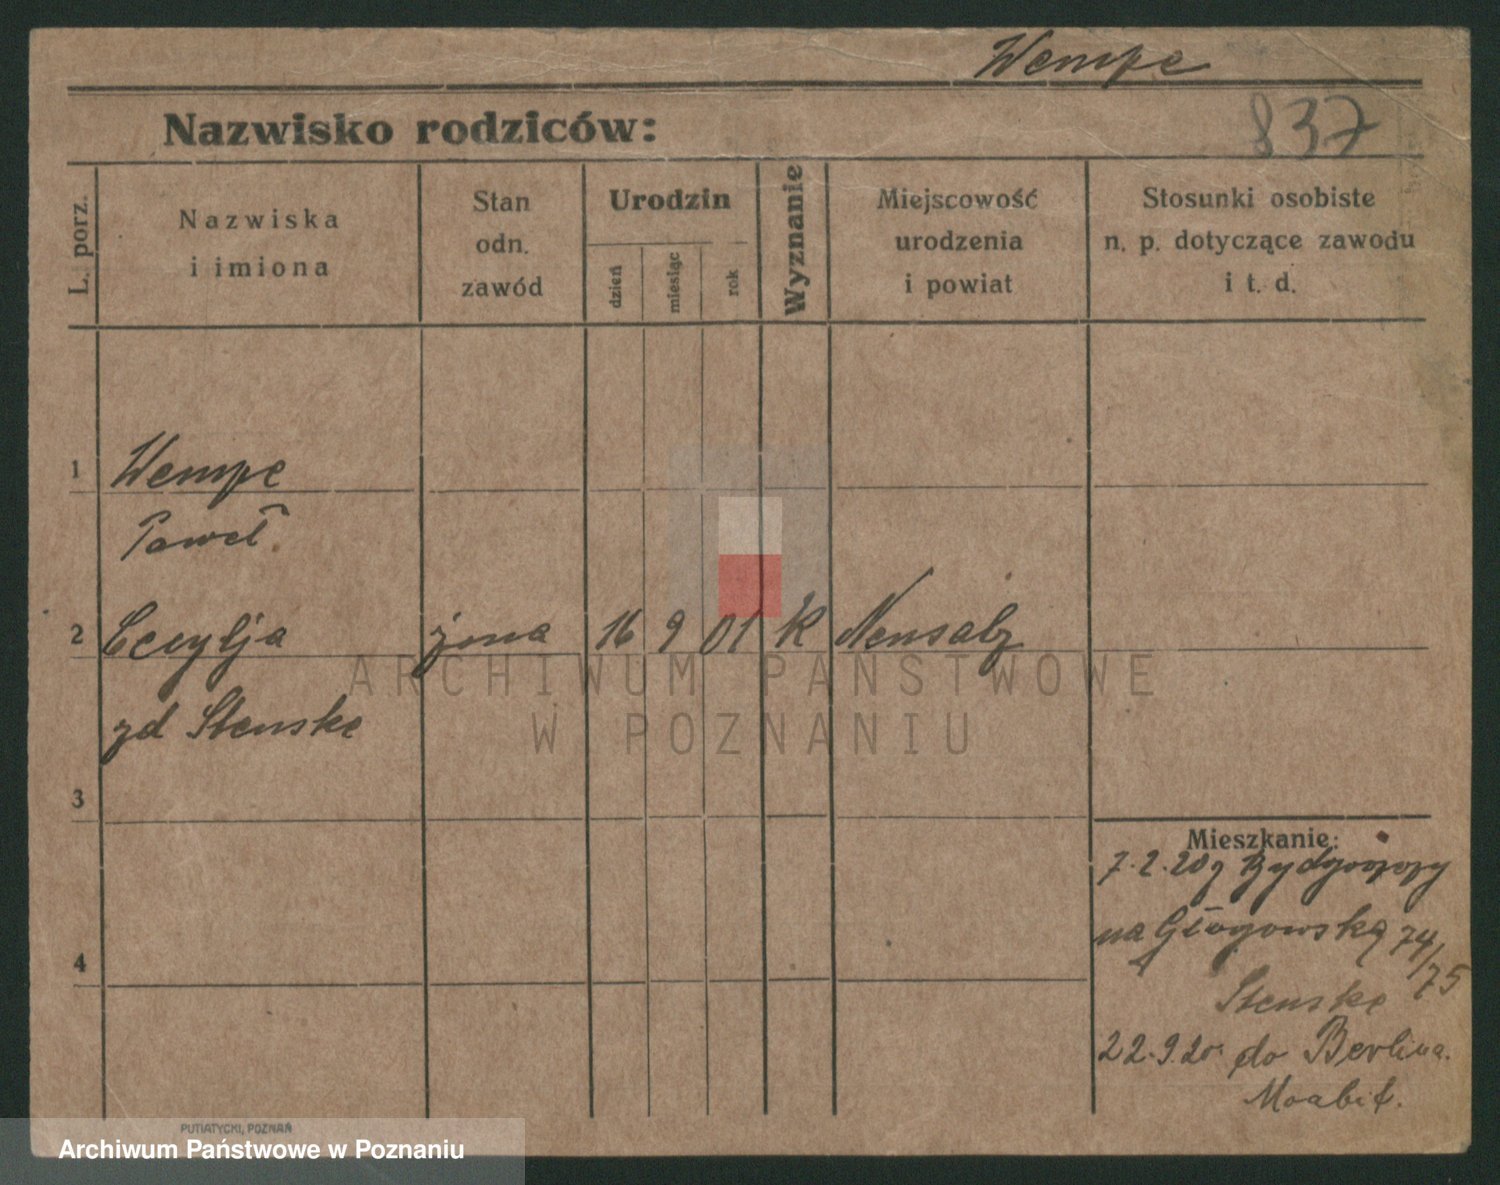 Wempe
Nazwisko rodziców:
837
L. porz.
Nazwiska
i imiona
Stan
odn.
zawód
Urodzin
dzień
miesiąc
rok
Wyznanie
Miejscowość
urodzenia
i powiat
Stosunki osobiste
n. p. dotyczące zawodu
i t. d.
1 Wempe
Paweł
2 Cecylja żona 16 9 01 K Neusalz
zd Stenske
3
4
Mieszkanie:
7.2.20 z Bydgoszczy
na Głogowską 74/75
Stenske
22.9.20 do Berlina.
Moabit.
PUTIATYCKI, POZNAŃ
ARCHIWUM PAŃSTWOWE
W POZNANIU
Archiwum Państwowe w Poznaniu